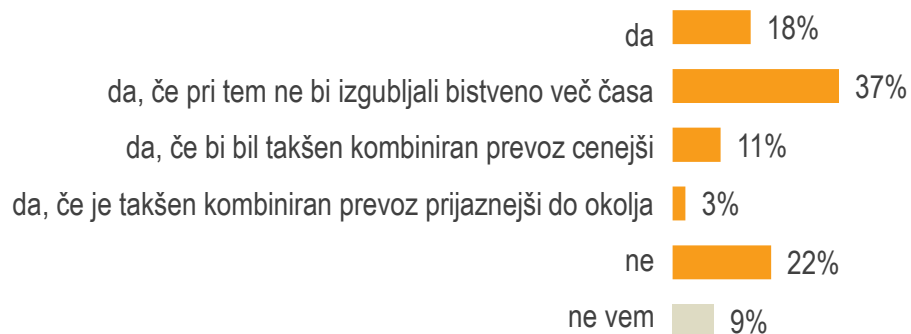 da 18%
da, če pri tem ne bi izgubljali bistveno več časa 37%
da, če bi bil takšen kombiniran prevoz cenejši 11%
da, če je takšen kombiniran prevoz prijaznejši do okolja 3%
ne 22%
ne vem 9%